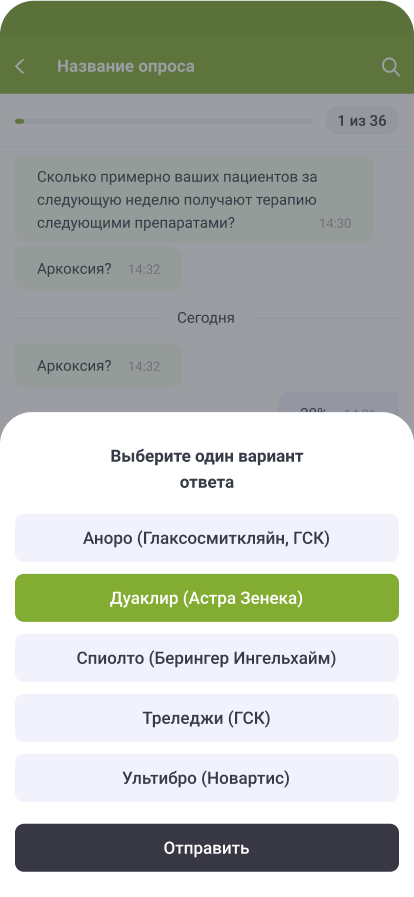 Название опроса
1 из 36
Сколько примерно ваших пациентов за
следующую неделю получают терапию
следующими препаратами?
14:30
Аркоксия? 14:32
Сегодня
Аркоксия? 14:32
Выберите один вариант
ответа
Аноро (Глаксосмиткляйн, ГСК)
Дуаклир (Астра Зенека)
Спиолто (Берингер Ингельхайм)
Треледжи (ГСК)
Ультибро (Новартис)
Отправить